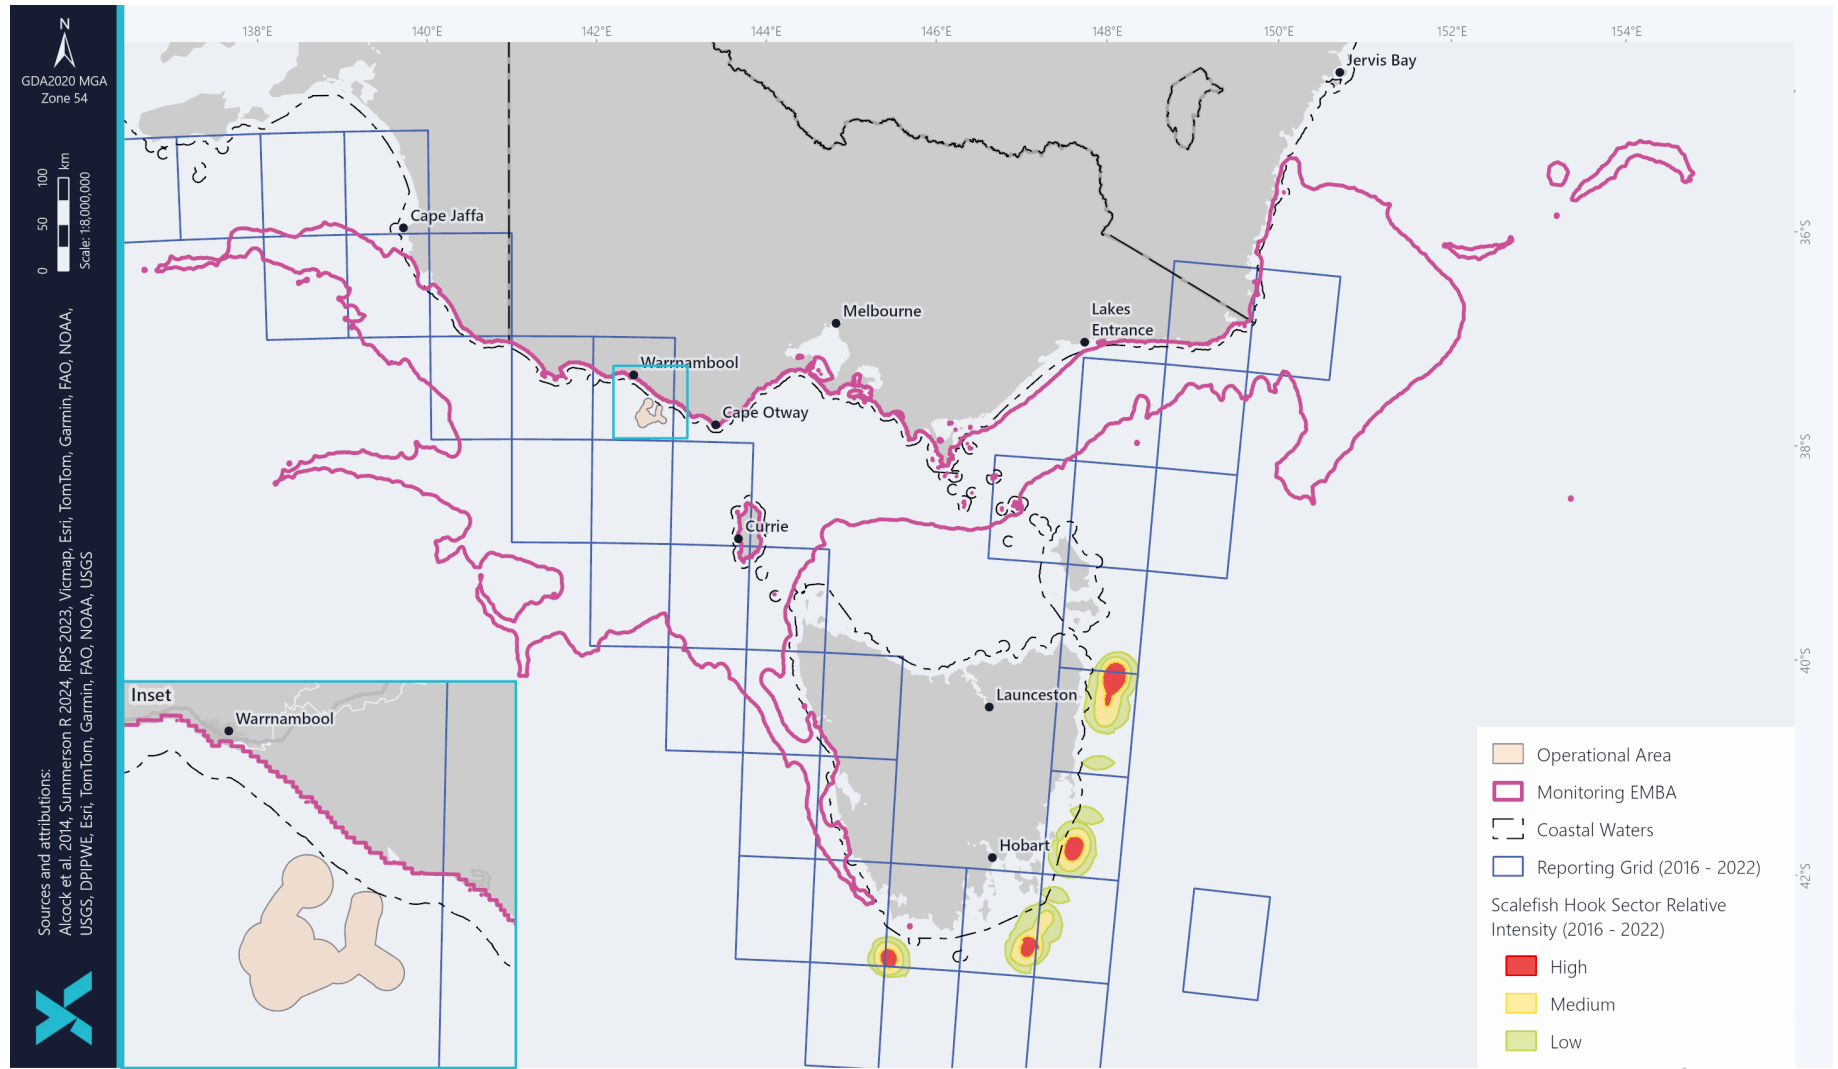 N
GDA2020 MGA
Zone 54
0 50 100 km
Scale: 1:8,000,000
Sources and attributions:
Alcock et al. 2014, Summerson R 2024, RPS 2023, Vicmap, Esri, TomTom, Garmin, FAO, NOAA,
USGS, DPIPWE, Esri, TomTom, Garmin, FAO, NOAA, USGS
138°E 140°E 142°E 144°E 146°E 148°E 150°E 152°E 154°E
36°S
38°S
40°S
42°S
Jervis Bay
Cape Jaffa
Melbourne
Lakes
Entrance
Warrnambool
Cape Otway
Currie
Launceston
Hobart
Inset
Warrnambool
Operational Area
Monitoring EMBA
Coastal Waters
Reporting Grid (2016 - 2022)
Scalefish Hook Sector Relative
Intensity (2016 - 2022)
High
Medium
Low